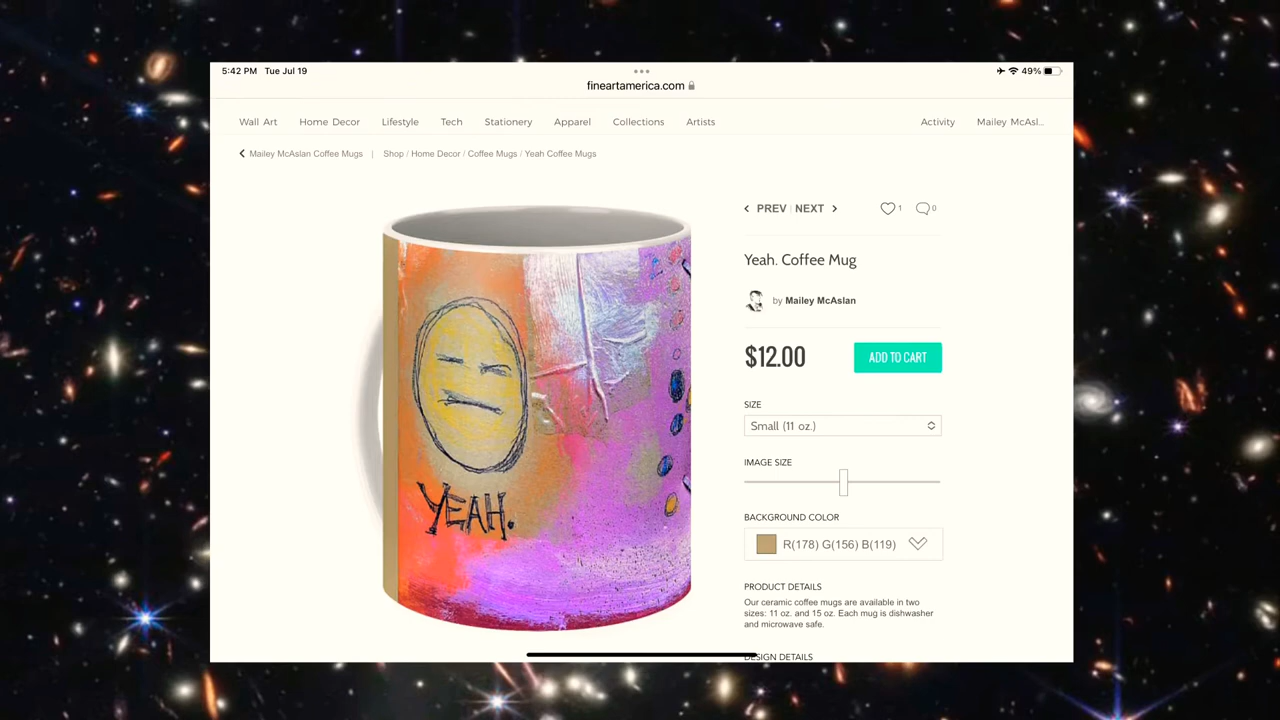 5:42 PM Tue Jul 19
49%
fineartamerica.com
Wall Art Home Decor Lifestyle Tech Stationery Apparel Collections Artists Activity Mailey McAsl...
Mailey McAslan Coffee Mugs | Shop / Home Decor / Coffee Mugs / Yeah Coffee Mugs
PREV | NEXT 1 0
Yeah. Coffee Mug
by Mailey McAslan
$12.00 ADD TO CART
SIZE
Small (11 oz.)
IMAGE SIZE
BACKGROUND COLOR
R(178) G(156) B(119)
PRODUCT DETAILS
Our ceramic coffee mugs are available in two
sizes: 11 oz. and 15 oz. Each mug is dishwasher
and microwave safe.
DESIGN DETAILS
YEAH.